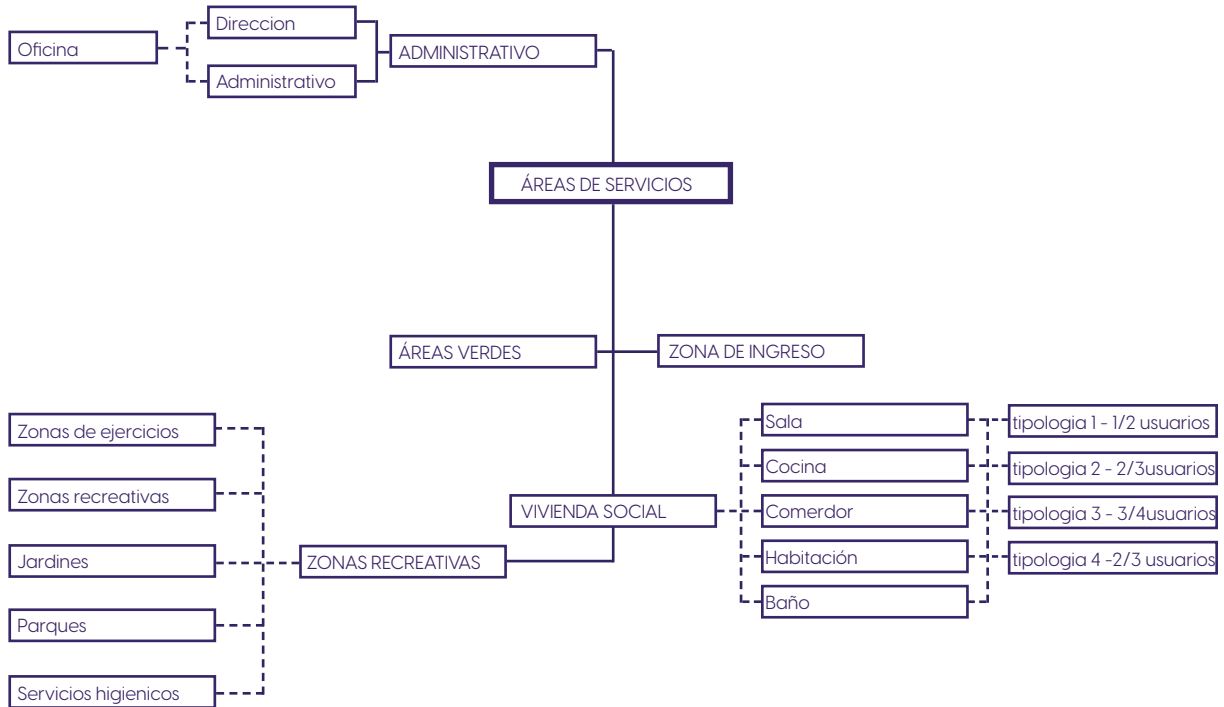 Oficina
Direccion
Administrativo
ADMINISTRATIVO
ÁREAS DE SERVICIOS
ÁREAS VERDES
ZONA DE INGRESO
VIVIENDA SOCIAL
Sala
Cocina
Comerdor
Habitación
Baño
tipologia 1 - 1/2 usuarios
tipologia 2 - 2/3usuarios
tipologia 3 - 3/4usuarios
tipologia 4 -2/3 usuarios
ZONAS RECREATIVAS
Zonas de ejercicios
Zonas recreativas
Jardines
Parques
Servicios higienicos